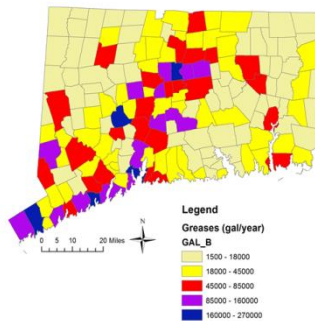 N
0 5 10 20 Miles
Legend
Greases (gal/year)
GAL_B
1500 - 18000
18000 - 45000
45000 - 85000
85000 - 160000
160000 - 270000